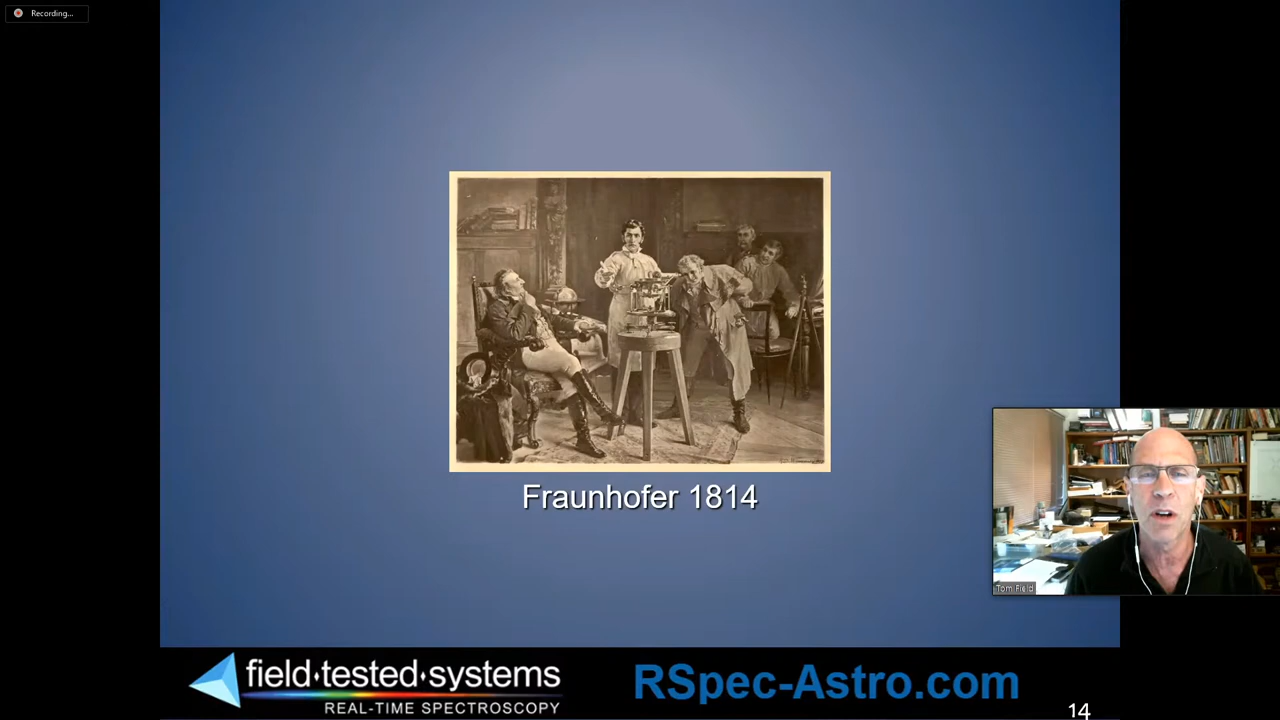 Recording...
Fraunhofer 1814
Tom Field
field·tested·systems
REAL-TIME SPECTROSCOPY
RSpec-Astro.com
14